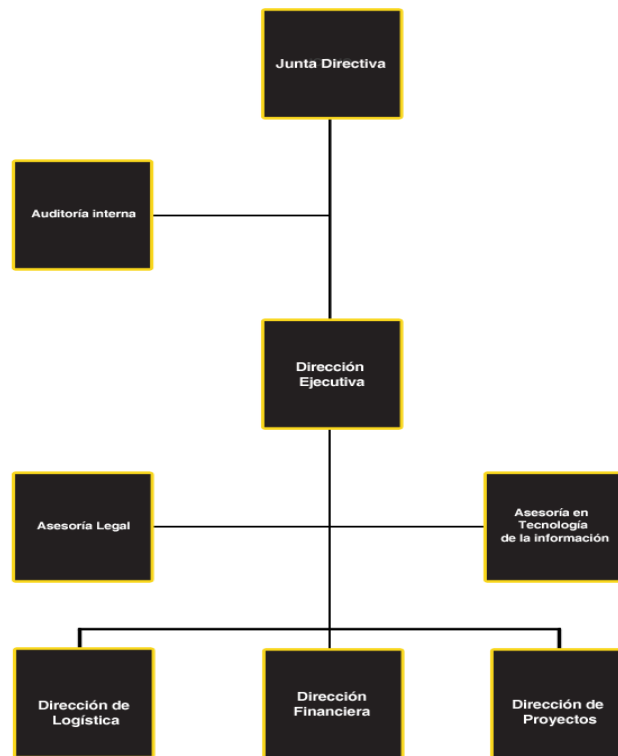 Junta Directiva
Auditoría interna
Dirección
Ejecutiva
Asesoría Legal
Asesoría en
Tecnología
de la información
Dirección de
Logística
Dirección
Financiera
Dirección de
Proyectos